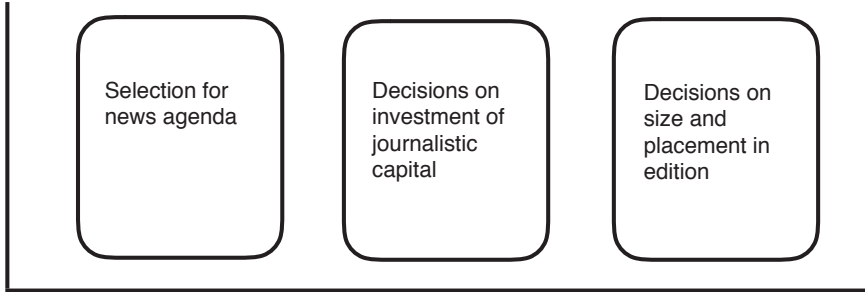 Selection for
news agenda
Decisions on
investment of
journalistic
capital
Decisions on
size and
placement in
edition